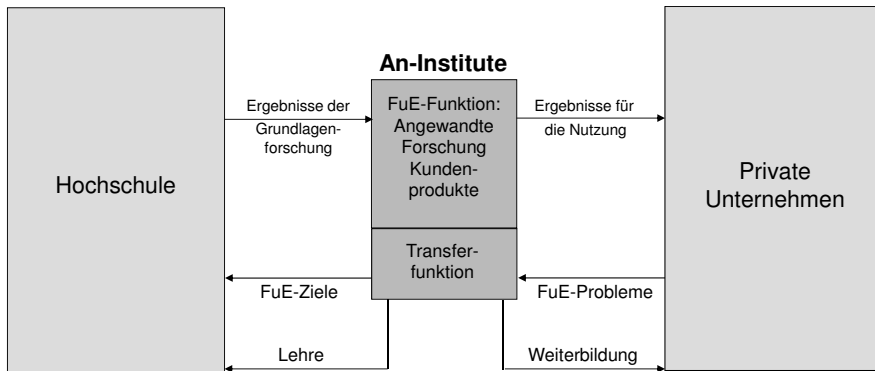 An-Institute
Hochschule
Ergebnisse der
Grundlagen-
forschung
FuE-Funktion:
Angewandte
Forschung
Kunden-
produkte
Ergebnisse für
die Nutzung
Private
Unternehmen
Transfer-
funktion
FuE-Ziele
FuE-Probleme
Lehre
Weiterbildung